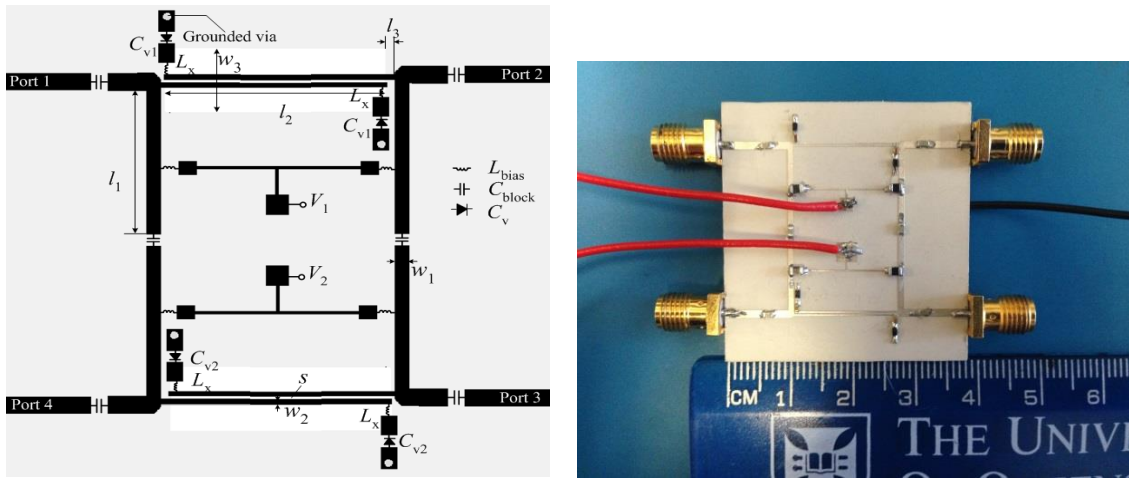 Grounded via
l3
Cv1
Lx
w3
Port 1
Port 2
Lx
l2
Cv1
l1
Lbias
Cblock
Cv
V1
w1
V2
Cv2
Lx
s
Port 4
w2
Port 3
Lx
Cv2
CM 1 2 3 4 5 6
THE UNIVE